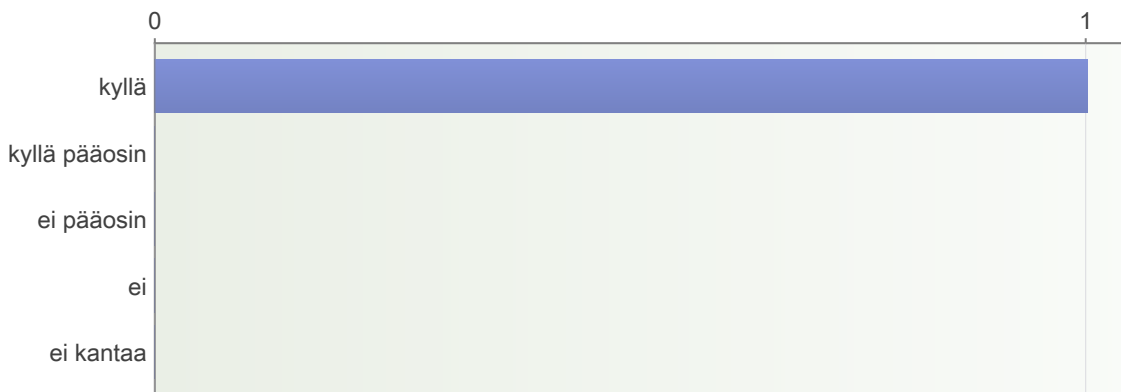 0 1
kyllä
kyllä pääosin
ei pääosin
ei
ei kantaa